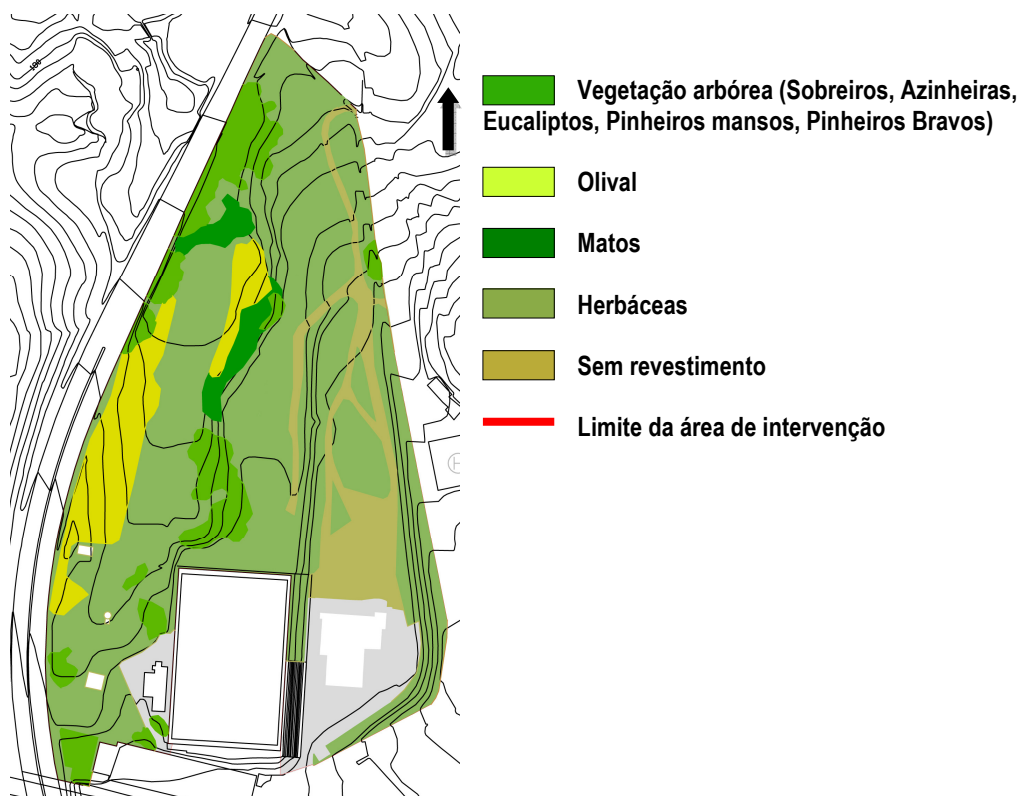 100
Vegetação arbórea (Sobreiros, Azinheiras,
Eucaliptos, Pinheiros mansos, Pinheiros Bravos)
Olival
Matos
Herbáceas
Sem revestimento
Limite da área de intervenção
H